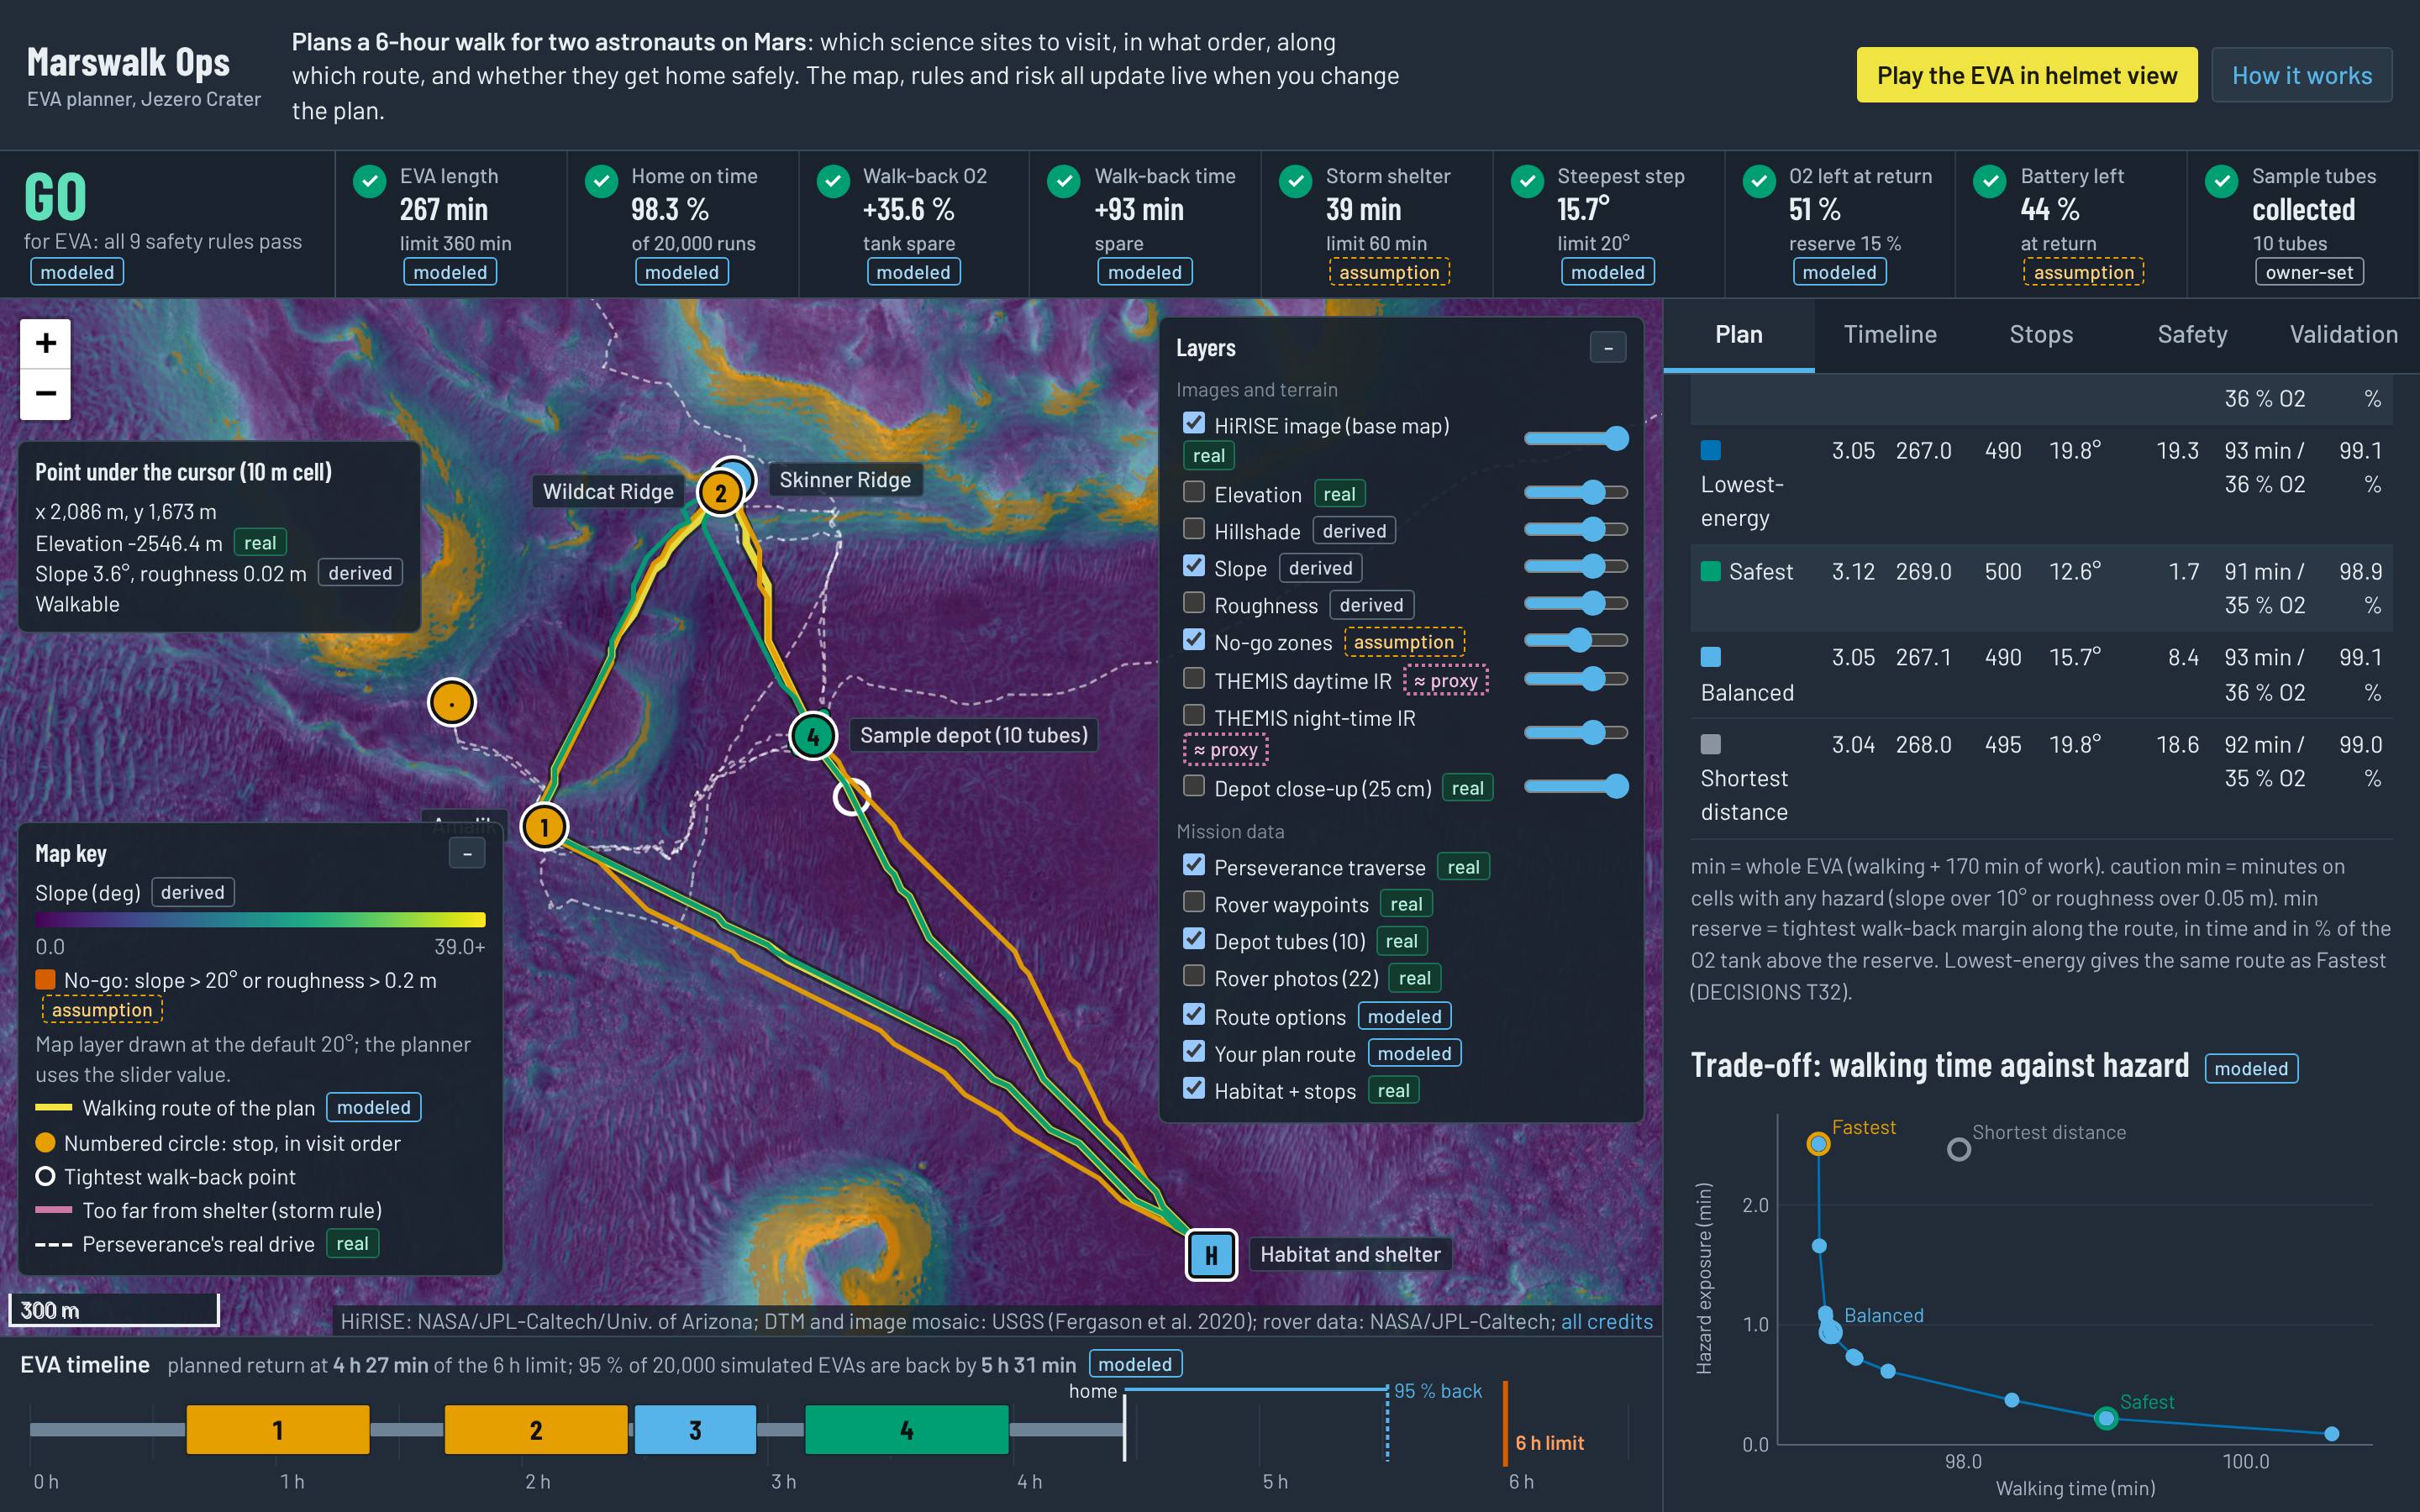 Marswalk Ops
EVA planner, Jezero Crater
Plans a 6-hour walk for two astronauts on Mars: which science sites to visit, in what order, along
which route, and whether they get home safely. The map, rules and risk all update live when you change
the plan.
Play the EVA in helmet view
How it works
GO
for EVA: all 9 safety rules pass
modeled
EVA length
267 min
limit 360 min
modeled
Home on time
98.3 %
of 20,000 runs
modeled
Walk-back O2
+35.6 %
tank spare
modeled
Walk-back time
+93 min
spare
modeled
Storm shelter
39 min
limit 60 min
assumption
Steepest step
15.7°
limit 20°
modeled
O2 left at return
51 %
reserve 15 %
modeled
Battery left
44 %
at return
assumption
Sample tubes
collected
10 tubes
owner-set
+
−
Point under the cursor (10 m cell)
x 2,086 m, y 1,673 m
Elevation -2546.4 m real
Slope 3.6°, roughness 0.02 m derived
Walkable
Wildcat Ridge
2
Skinner Ridge
.
4
Sample depot (10 tubes)
Amalik
1
H
Habitat and shelter
Map key
–
Slope (deg) derived
0.0 39.0+
No-go: slope > 20° or roughness > 0.2 m
assumption
Map layer drawn at the default 20°; the planner
uses the slider value.
Walking route of the plan modeled
Numbered circle: stop, in visit order
Tightest walk-back point
Too far from shelter (storm rule)
Perseverance's real drive real
300 m
HiRISE: NASA/JPL-Caltech/Univ. of Arizona; DTM and image mosaic: USGS (Fergason et al. 2020); rover data: NASA/JPL-Caltech; all credits
Layers
–
Images and terrain
HiRISE image (base map)
real
Elevation real
Hillshade derived
Slope derived
Roughness derived
No-go zones assumption
THEMIS daytime IR ≈ proxy
THEMIS night-time IR
≈ proxy
Depot close-up (25 cm) real
Mission data
Perseverance traverse real
Rover waypoints real
Depot tubes (10) real
Rover photos (22) real
Route options modeled
Your plan route modeled
Habitat + stops real
EVA timeline planned return at 4 h 27 min of the 6 h limit; 95 % of 20,000 simulated EVAs are back by 5 h 31 min modeled
home
95 % back
1
2
3
4
6 h limit
0 h 1 h 2 h 3 h 4 h 5 h 6 h
Plan Timeline Stops Safety Validation
36 % O2 %
3.05 267.0 490 19.8° 19.3 93 min / 99.1
Lowest- 36 % O2 %
energy
Safest 3.12 269.0 500 12.6° 1.7 91 min / 98.9
35 % O2 %
3.05 267.1 490 15.7° 8.4 93 min / 99.1
Balanced 36 % O2 %
3.04 268.0 495 19.8° 18.6 92 min / 99.0
Shortest 35 % O2 %
distance
min = whole EVA (walking + 170 min of work). caution min = minutes on
cells with any hazard (slope over 10° or roughness over 0.05 m). min
reserve = tightest walk-back margin along the route, in time and in % of the
O2 tank above the reserve. Lowest-energy gives the same route as Fastest
(DECISIONS T32).
Trade-off: walking time against hazard modeled
Fastest
Shortest distance
Hazard exposure (min)
2.0
Balanced
1.0
Safest
0.0
98.0 100.0
Walking time (min)